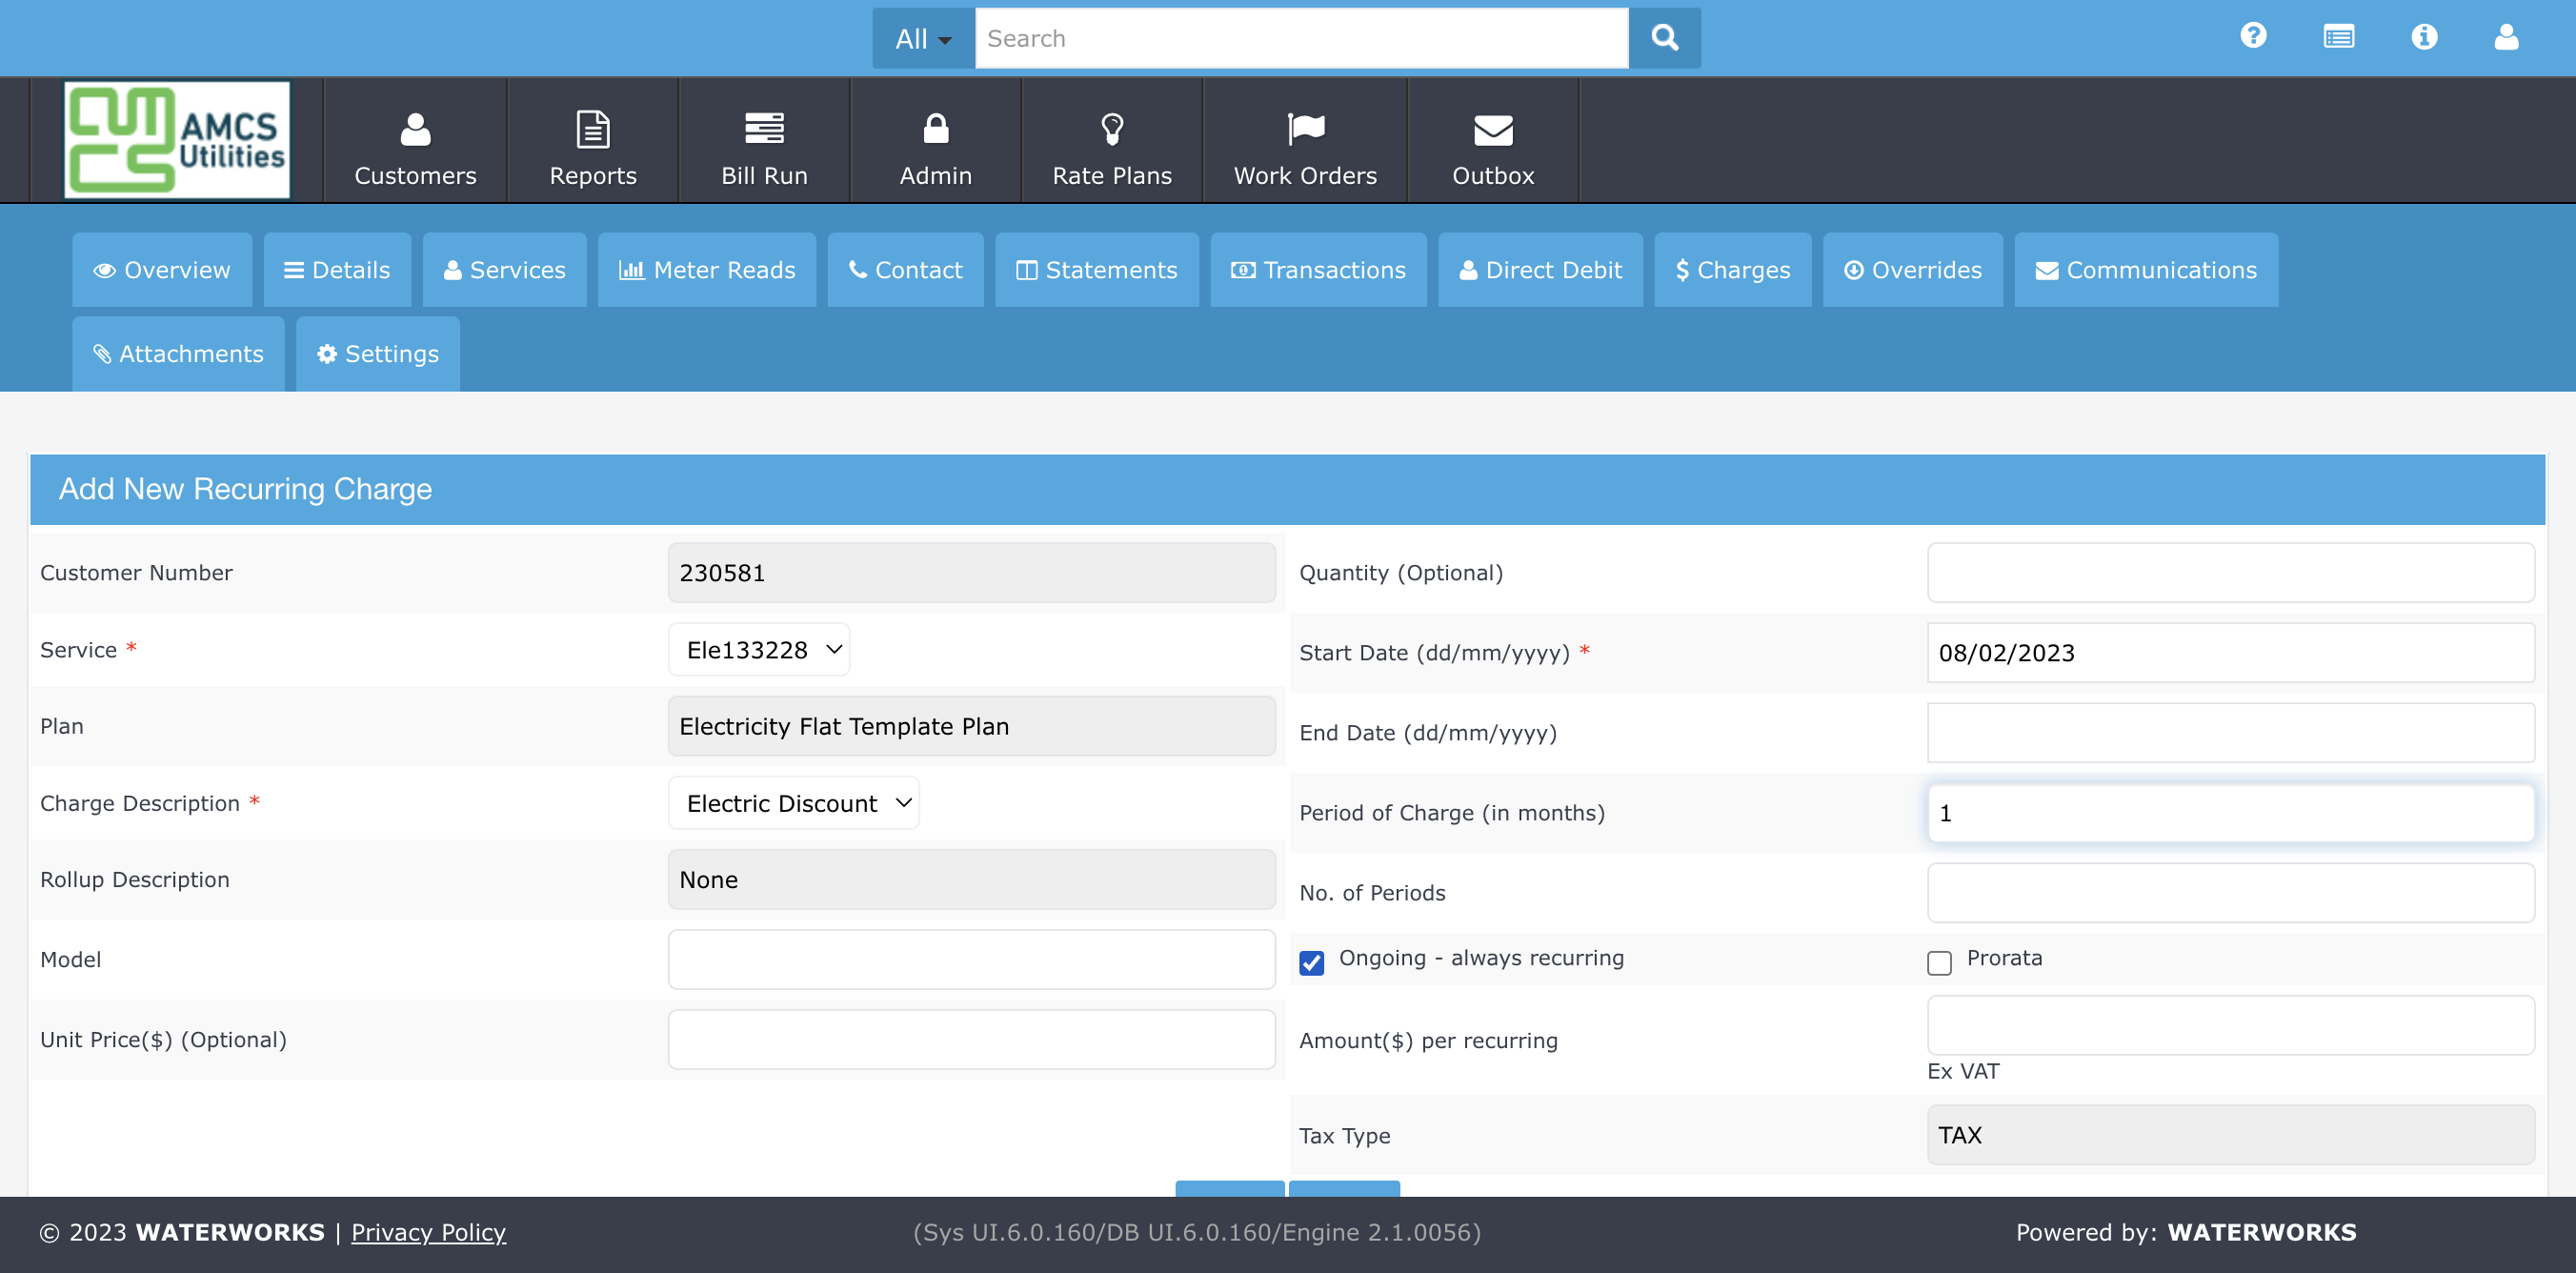 All Search
AMCS Utilities
Customers Reports Bill Run Admin Rate Plans Work Orders Outbox
Overview Details Services Meter Reads Contact Statements Transactions Direct Debit Charges Overrides Communications
Attachments Settings
Add New Recurring Charge
Customer Number 230581
Service * Ele133228
Plan Electricity Flat Template Plan
Charge Description * Electric Discount
Rollup Description None
Model
Unit Price($) (Optional)
Quantity (Optional)
Start Date (dd/mm/yyyy) * 08/02/2023
End Date (dd/mm/yyyy)
Period of Charge (in months) 1
No. of Periods
Ongoing - always recurring Prorata
Amount($) per recurring
Ex VAT
Tax Type TAX
© 2023 WATERWORKS | Privacy Policy (Sys UI.6.0.160/DB UI.6.0.160/Engine 2.1.0056) Powered by: WATERWORKS